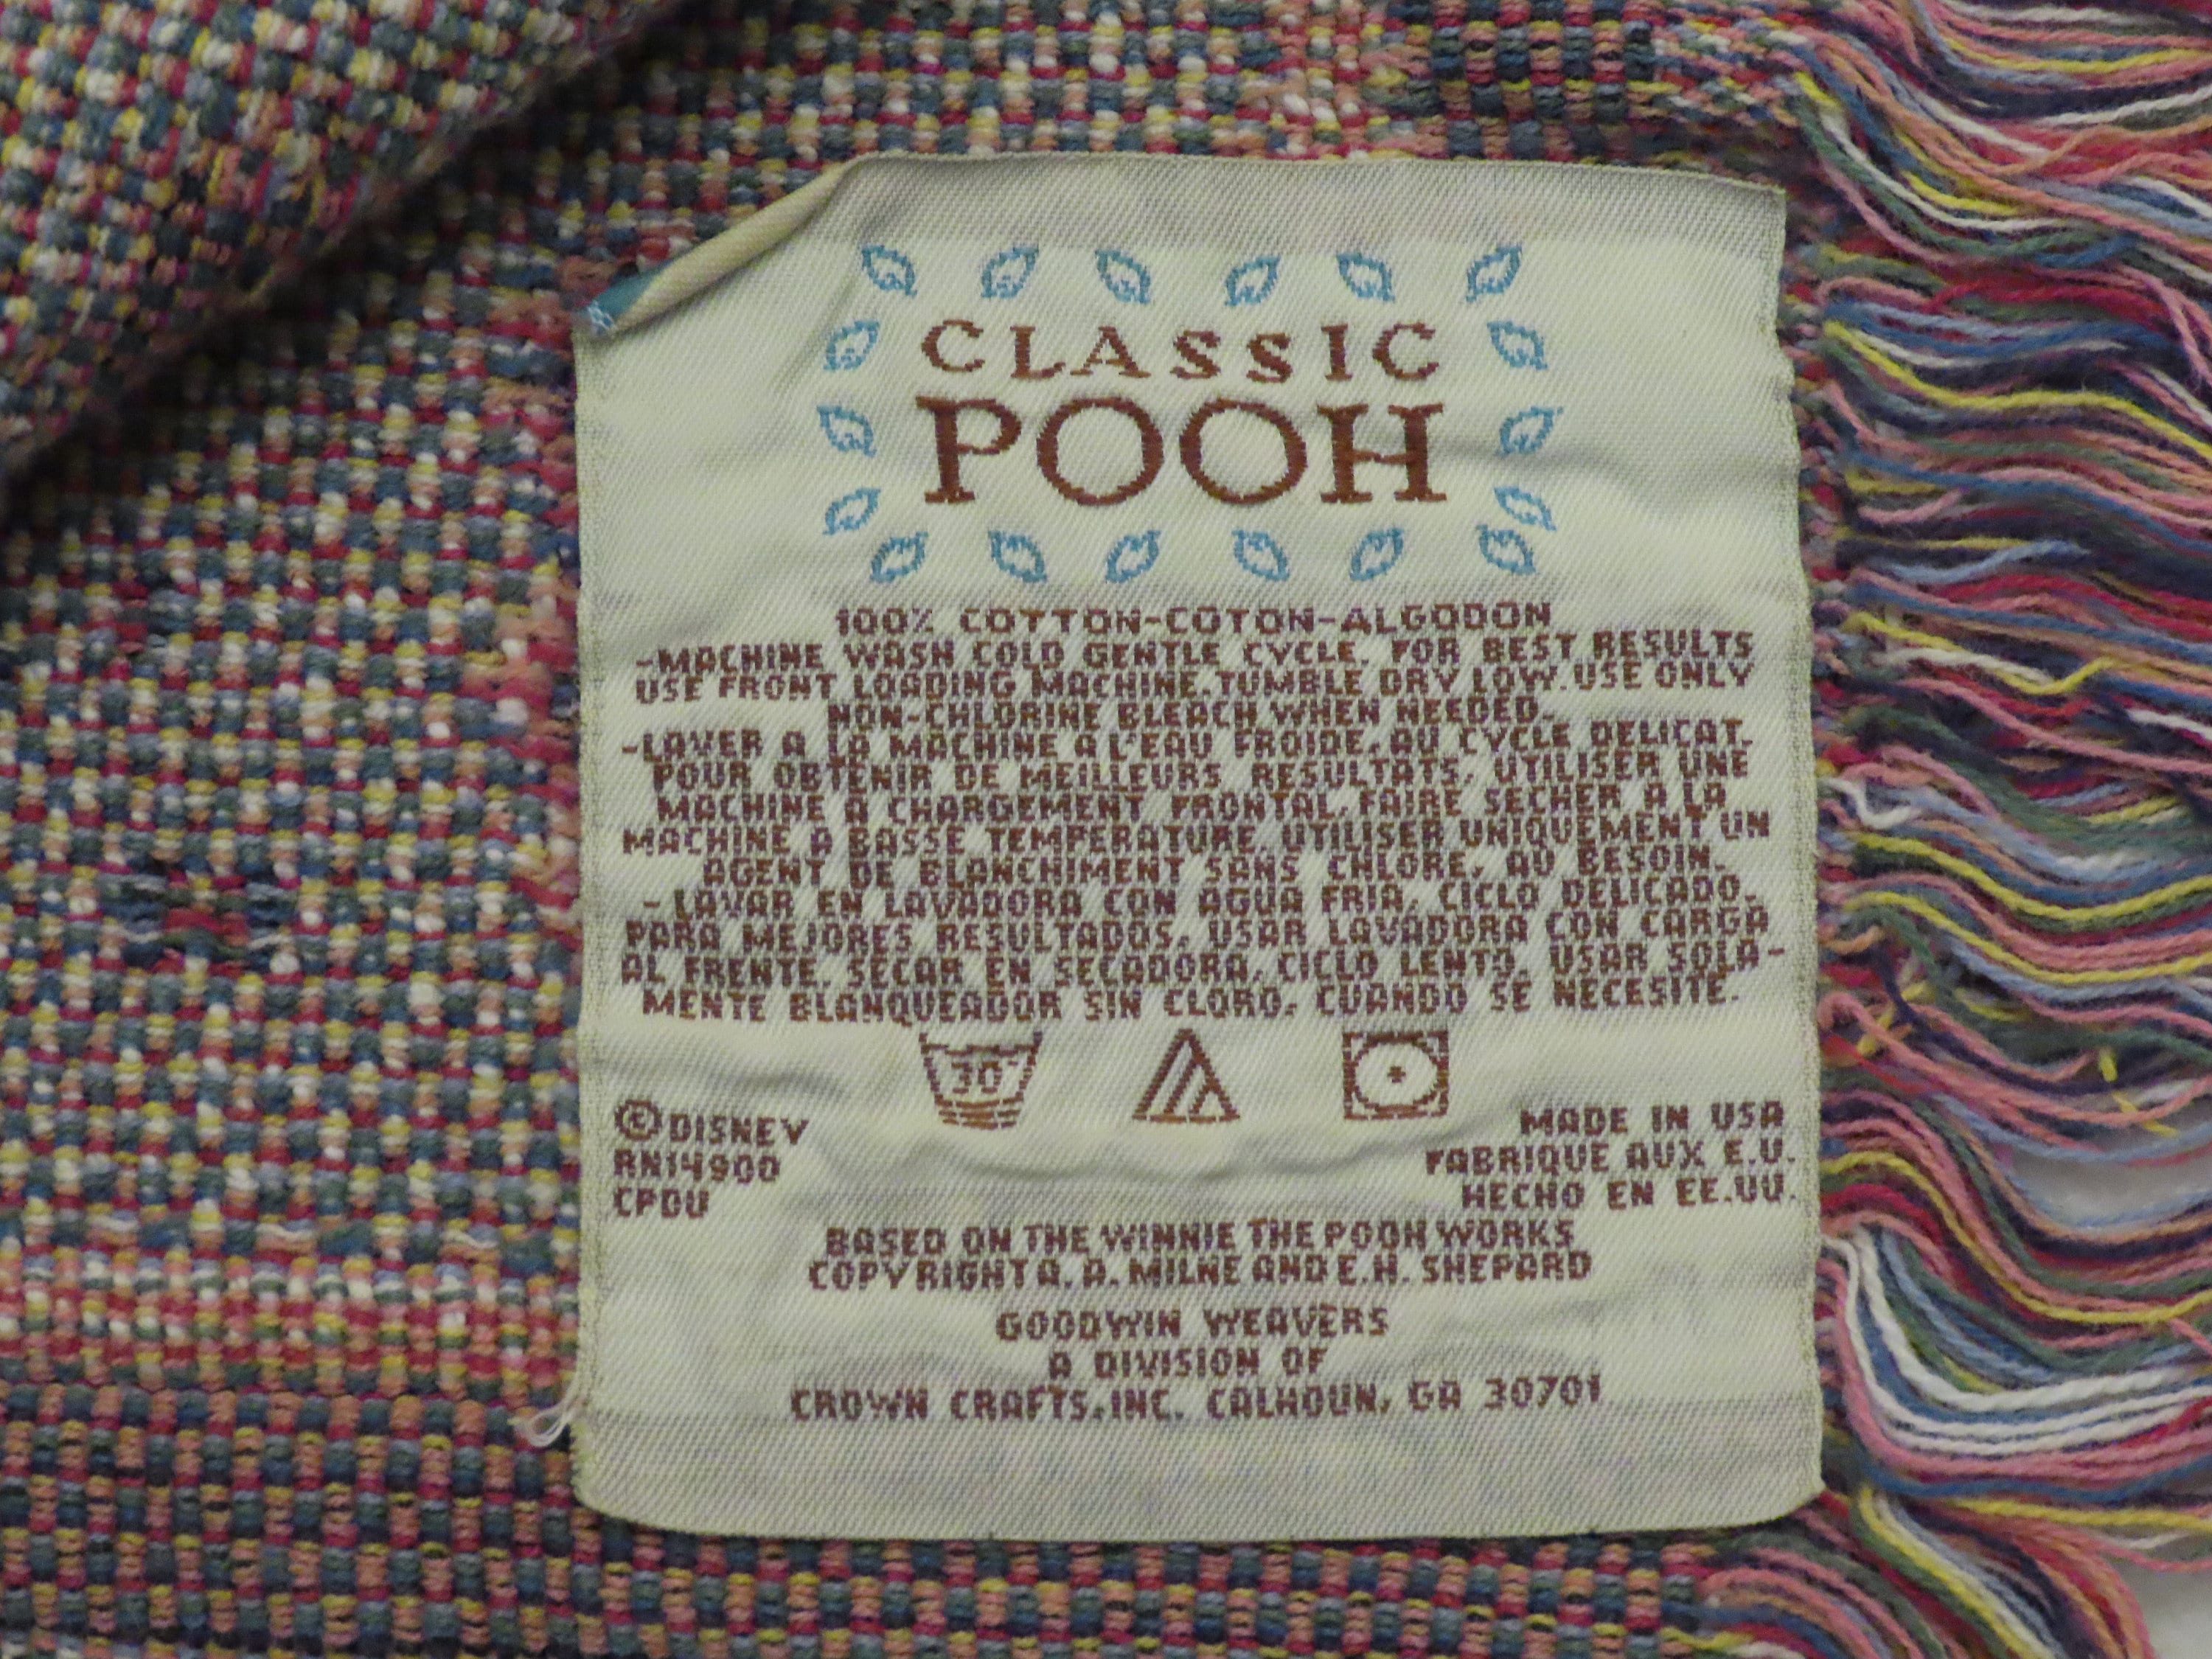 CLASSIC
POOH
100% COTTON-COTON-ALGODON
-MACHINE WASH COLD GENTLE CYCLE. FOR BEST RESULTS
USE FRONT LOADING MACHINE.TUMBLE DRY LOW.USE ONLY
NON-CHLORINE BLEACH WHEN NEEDED.
-LAVER A LA MACHINE A L'EAU FROIDE, AU CYCLE DELICAT.
POUR OBTENIR DE MEILLEURS RESULTATS, UTILISER UNE
MACHINE A CHARGEMENT FRONTAL. FAIRE SECHER A LA
MACHINE A BASSE TEMPERATURE. UTILISER UNIQUEMENT UN
AGENT DE BLANCHIMENT SANS CHLORE, AU BESOIN.
- LAVAR EN LAVADORA CON AGUA FRIA, CICLO DELICADO.
PARA MEJORES RESULTADOS, USAR LAVADORA CON CARGA
AL FRENTE. SECAR EN SECADORA, CICLO LENTO. USAR SOLA-
MENTE BLANQUEADOR SIN CLORO, CUANDO SE NECESITE.
30°
©DISNEY
RN14900
CPDU
MADE IN USA
FABRIQUE AUX E.U.
HECHO EN EE.UU.
BASED ON THE WINNIE THE POOH WORKS
COPYRIGHT A. A. MILNE AND E.H. SHEPARD
GOODWIN WEAVERS
A DIVISION OF
CROWN CRAFTS,INC. CALHOUN, GA 30701